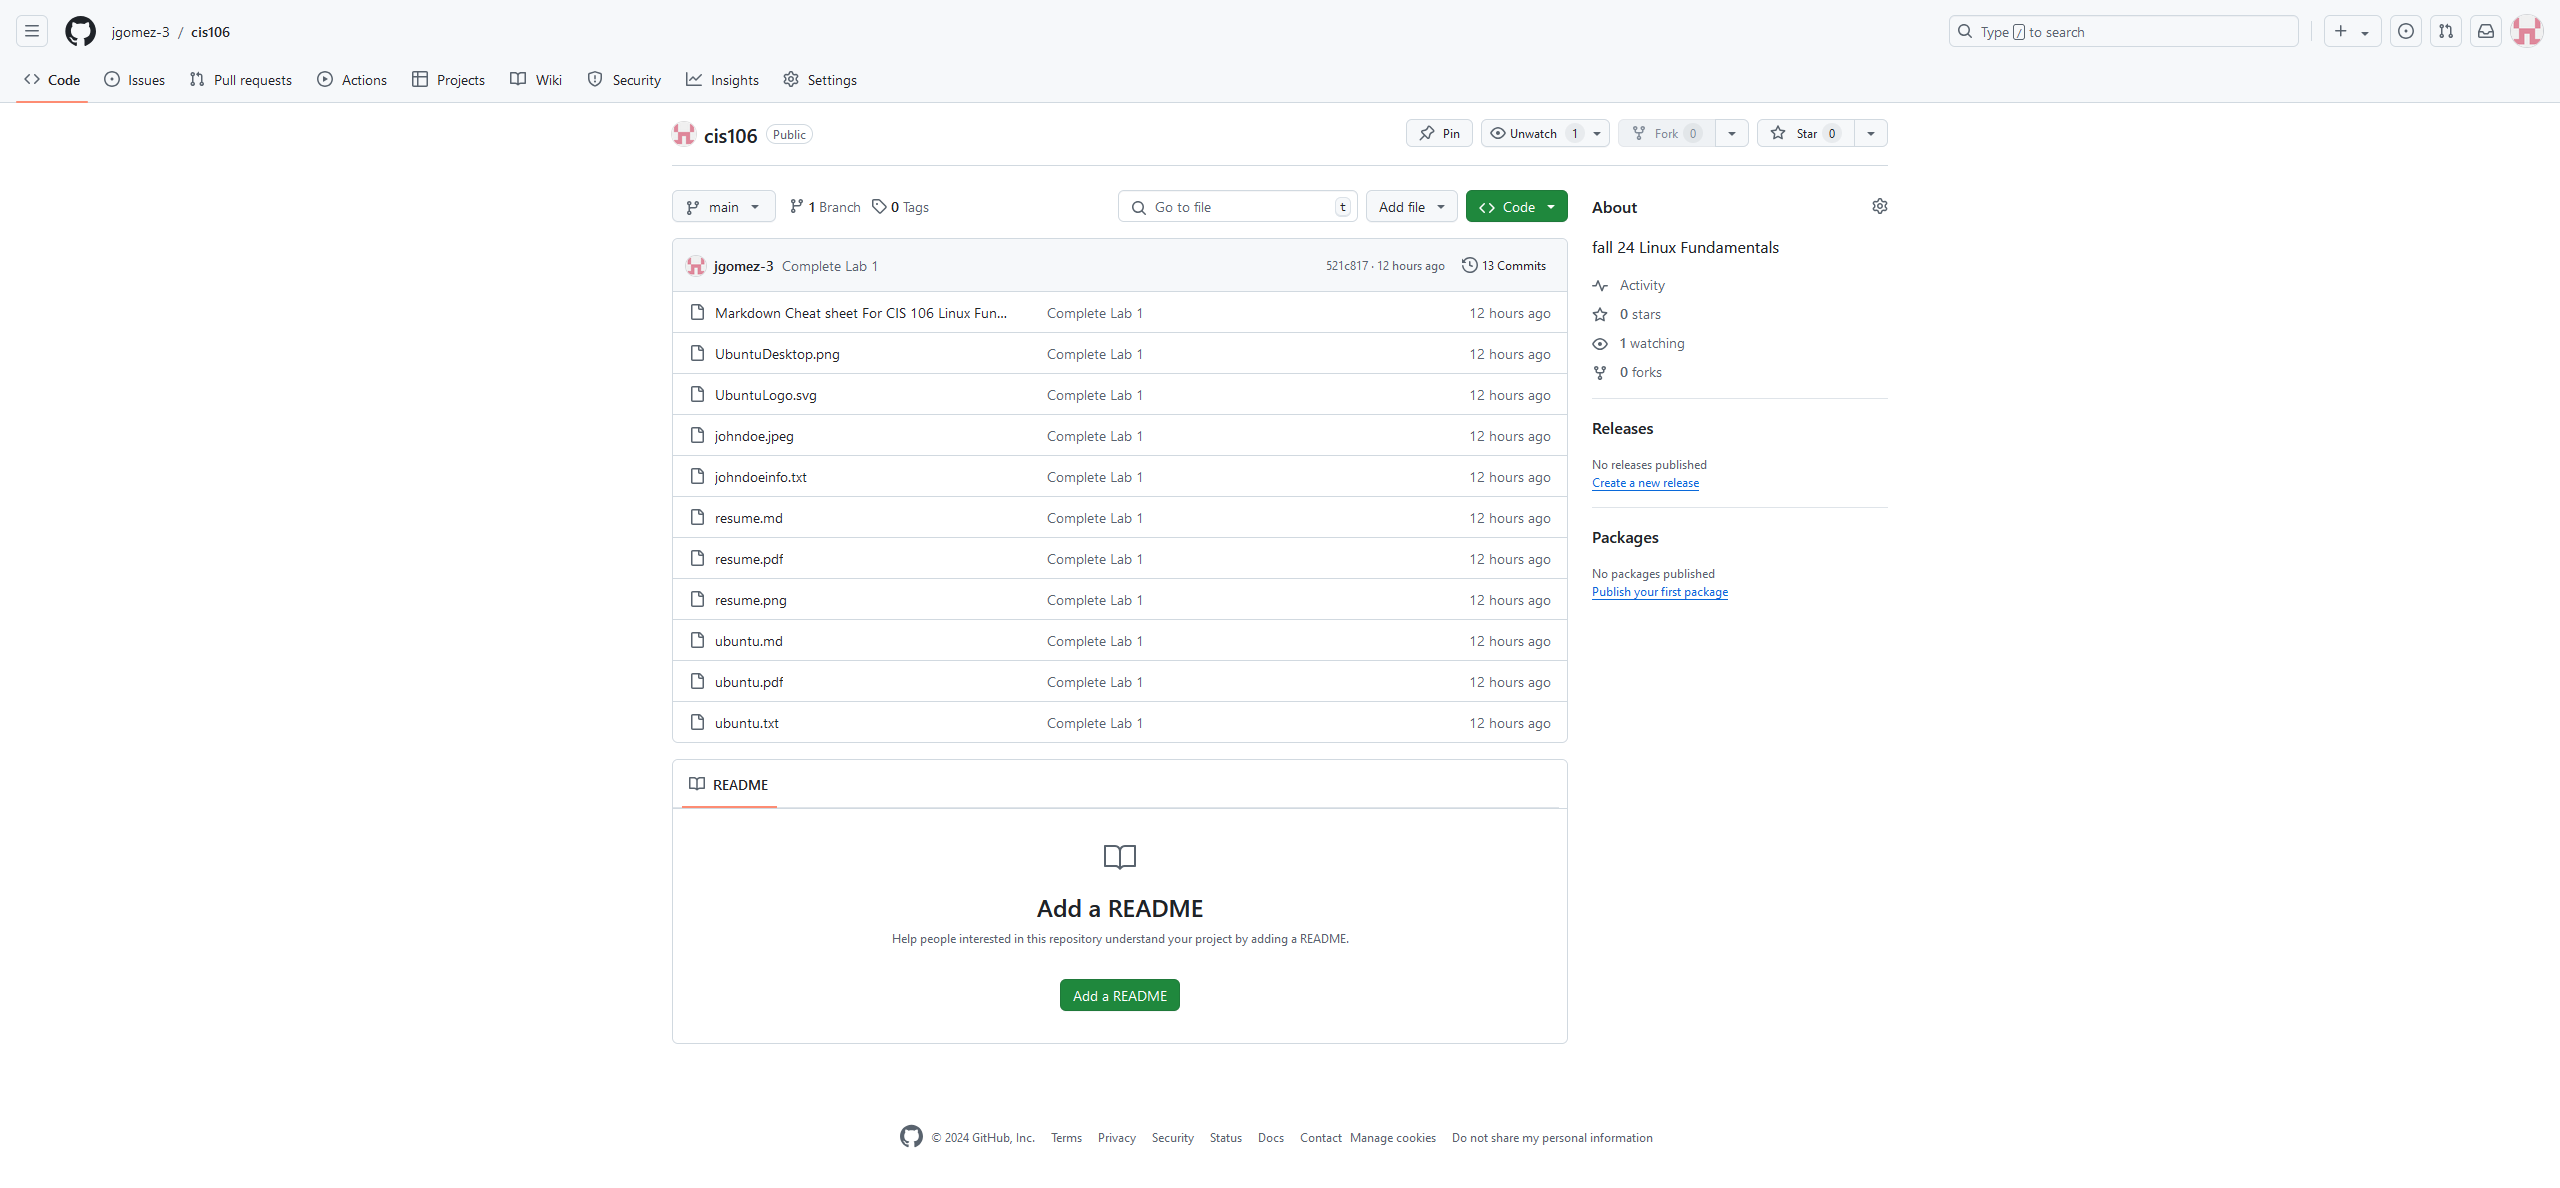 jgomez-3 / cis106
Type / to search
Code Issues Pull requests Actions Projects Wiki Security Insights Settings
cis106 Public
Pin Unwatch 1 Fork 0 Star 0
main 1 Branch 0 Tags Go to file t Add file Code
jgomez-3 Complete Lab 1 521c817 · 12 hours ago 13 Commits
Markdown Cheat sheet For CIS 106 Linux Fun... Complete Lab 1 12 hours ago
UbuntuDesktop.png Complete Lab 1 12 hours ago
UbuntuLogo.svg Complete Lab 1 12 hours ago
johndoe.jpeg Complete Lab 1 12 hours ago
johndoeinfo.txt Complete Lab 1 12 hours ago
resume.md Complete Lab 1 12 hours ago
resume.pdf Complete Lab 1 12 hours ago
resume.png Complete Lab 1 12 hours ago
ubuntu.md Complete Lab 1 12 hours ago
ubuntu.pdf Complete Lab 1 12 hours ago
ubuntu.txt Complete Lab 1 12 hours ago
README
Add a README
Help people interested in this repository understand your project by adding a README.
Add a README
About
fall 24 Linux Fundamentals
Activity
0 stars
1 watching
0 forks
Releases
No releases published
Create a new release
Packages
No packages published
Publish your first package
© 2024 GitHub, Inc. Terms Privacy Security Status Docs Contact Manage cookies Do not share my personal information